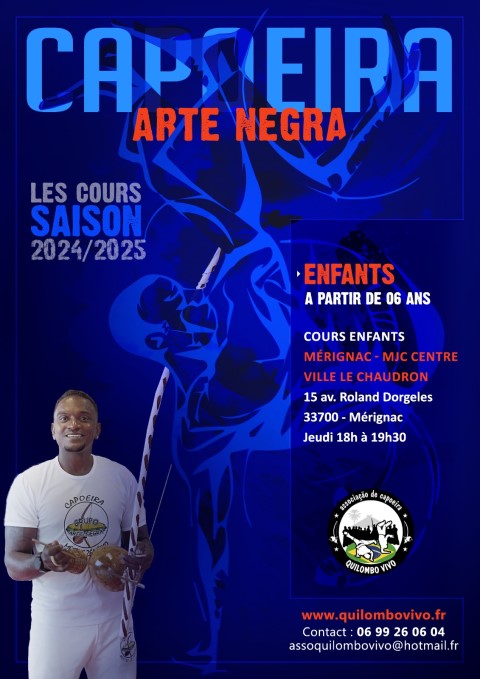 CAPOEIRA
ARTE NEGRA
LES COURS
SAISON
2024/2025
ENFANTS
A PARTIR DE 06 ANS
COURS ENFANTS
MÉRIGNAC - MJC CENTRE
VILLE LE CHAUDRON
15 av. Roland Dorgeles
33700 - Mérignac
Jeudi 18h à 19h30
CAPOEIRA
associação de capoeira
QUILOMBO VIVO
www.quilombovivo.fr
Contact : 06 99 26 06 04
assoquilombovivo@hotmail.fr